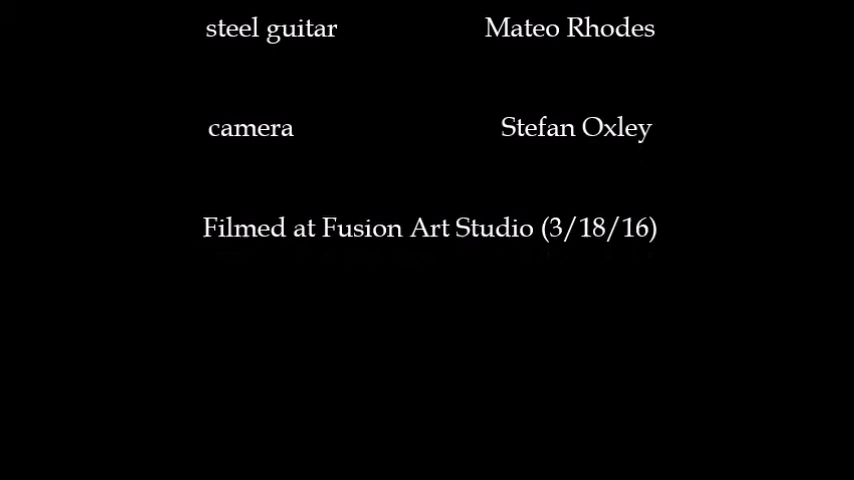 steel guitar Mateo Rhodes
camera Stefan Oxley
Filmed at Fusion Art Studio (3/18/16)